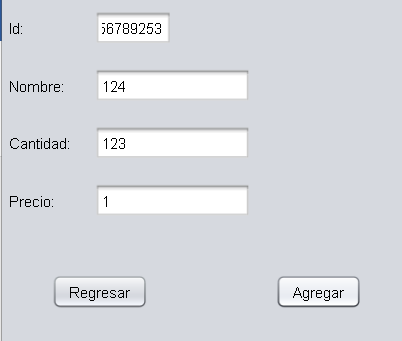 Id: 56789253
Nombre: 124
Cantidad: 123
Precio: 1
Regresar Agregar